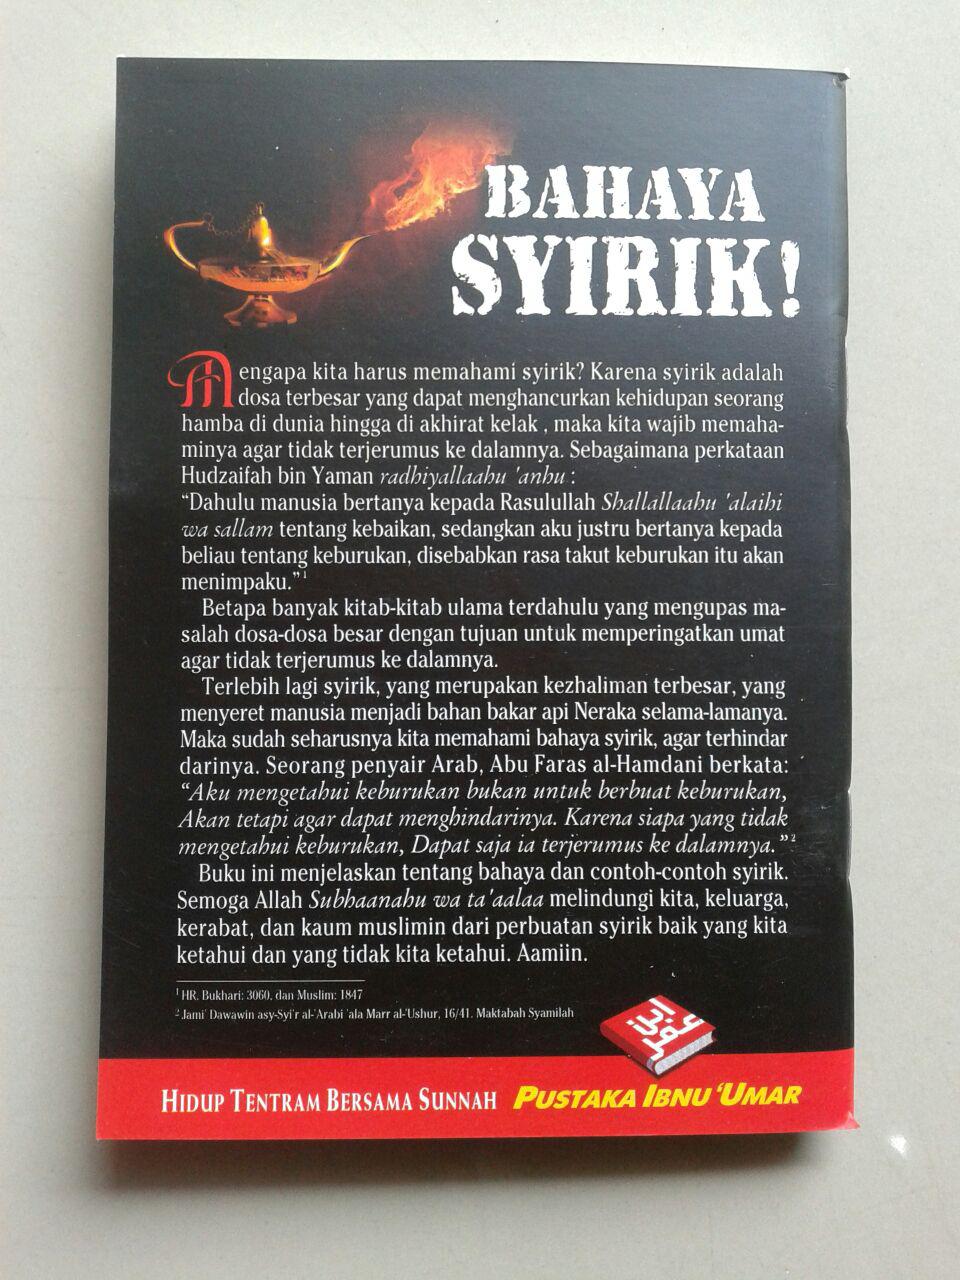 BAHAYA
SYIRIK!
Mengapa kita harus memahami syirik? Karena syirik adalah
dosa terbesar yang dapat menghancurkan kehidupan seorang
hamba di dunia hingga di akhirat kelak , maka kita wajib memaha-
minya agar tidak terjerumus ke dalamnya. Sebagaimana perkataan
Hudzaifah bin Yaman radhiyallaahu 'anhu :
“Dahulu manusia bertanya kepada Rasulullah Shallallaahu 'alaihi
wa sallam tentang kebaikan, sedangkan aku justru bertanya kepada
beliau tentang keburukan, disebabkan rasa takut keburukan itu akan
menimpaku.”1
Betapa banyak kitab-kitab ulama terdahulu yang mengupas ma-
salah dosa-dosa besar dengan tujuan untuk memperingatkan umat
agar tidak terjerumus ke dalamnya.
Terlebih lagi syirik, yang merupakan kezhaliman terbesar, yang
menyeret manusia menjadi bahan bakar api Neraka selama-lamanya.
Maka sudah seharusnya kita memahami bahaya syirik, agar terhindar
darinya. Seorang penyair Arab, Abu Faras al-Hamdani berkata:
“Aku mengetahui keburukan bukan untuk berbuat keburukan,
Akan tetapi agar dapat menghindarinya. Karena siapa yang tidak
mengetahui keburukan, Dapat saja ia terjerumus ke dalamnya.”2
Buku ini menjelaskan tentang bahaya dan contoh-contoh syirik.
Semoga Allah Subhaanahu wa ta'aalaa melindungi kita, keluarga,
kerabat, dan kaum muslimin dari perbuatan syirik baik yang kita
ketahui dan yang tidak kita ketahui. Aamiin.
1 HR. Bukhari: 3060, dan Muslim: 1847
2 Jami' Dawawin asy-Syi'r al-'Arabi 'ala Marr al-'Ushur, 16/41. Maktabah Syamilah
ابن
عمر
HIDUP TENTRAM BERSAMA SUNNAH PUSTAKA IBNU ‘UMAR